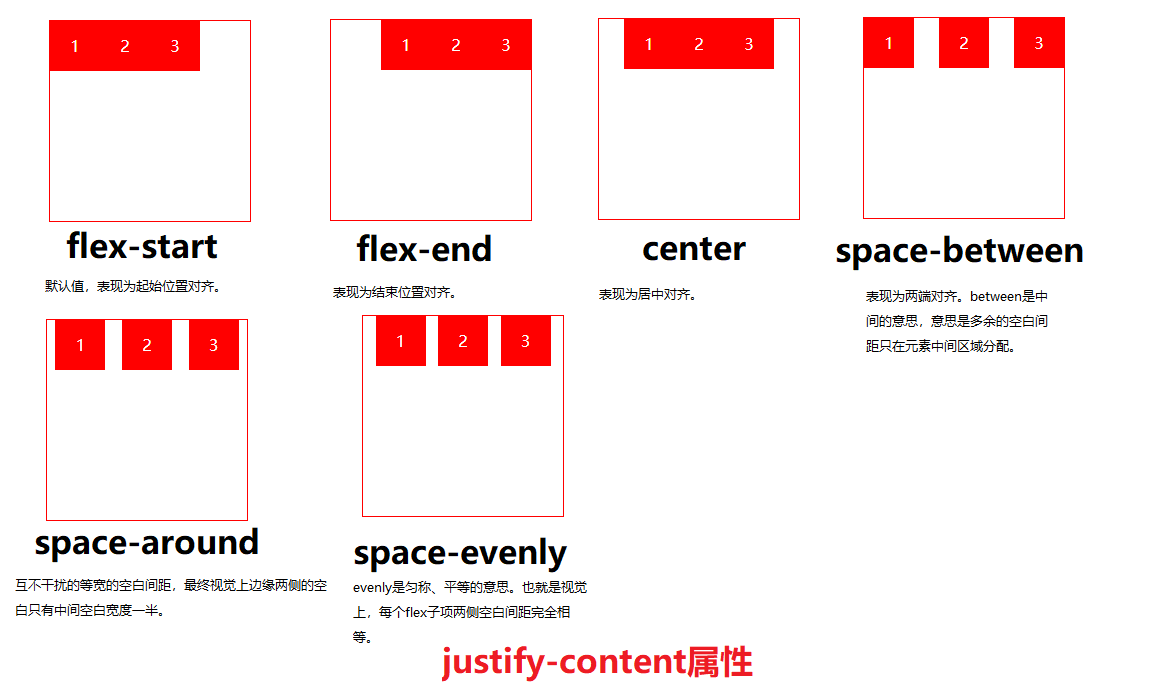 1 2 3
1 2 3
1 2 3
1 2 3
flex-start
flex-end
center
space-between
默认值，表现为起始位置对齐。
表现为结束位置对齐。
表现为居中对齐。
表现为两端对齐。between是中
间的意思，意思是多余的空白间
距只在元素中间区域分配。
1 2 3
1 2 3
space-around
space-evenly
互不干扰的等宽的空白间距，最终视觉上边缘两侧的空
白只有中间空白宽度一半。
evenly是匀称、平等的意思。也就是视觉
上，每个flex子项两侧空白间距完全相
等。
justify-content属性